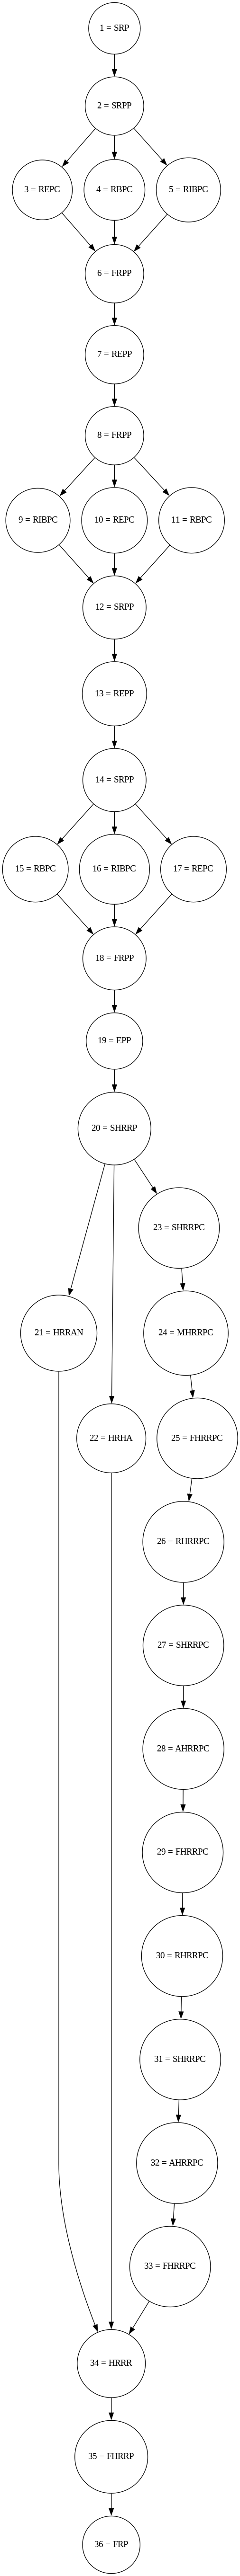 1 = SRP
2 = SRPP
3 = REPC
4 = RBPC
5 = RIBPC
6 = FRPP
7 = REPP
8 = FRPP
9 = RIBPC
10 = REPC
11 = RBPC
12 = SRPP
13 = REPP
14 = SRPP
15 = RBPC
16 = RIBPC
17 = REPC
18 = FRPP
19 = EPP
20 = SHRRP
23 = SHRRPC
21 = HRRAN
24 = MHRRPC
22 = HRHA
25 = FHRRPC
26 = RHRRPC
27 = SHRRPC
28 = AHRRPC
29 = FHRRPC
30 = RHRRPC
31 = SHRRPC
32 = AHRRPC
33 = FHRRPC
34 = HRRR
35 = FHRRP
36 = FRP